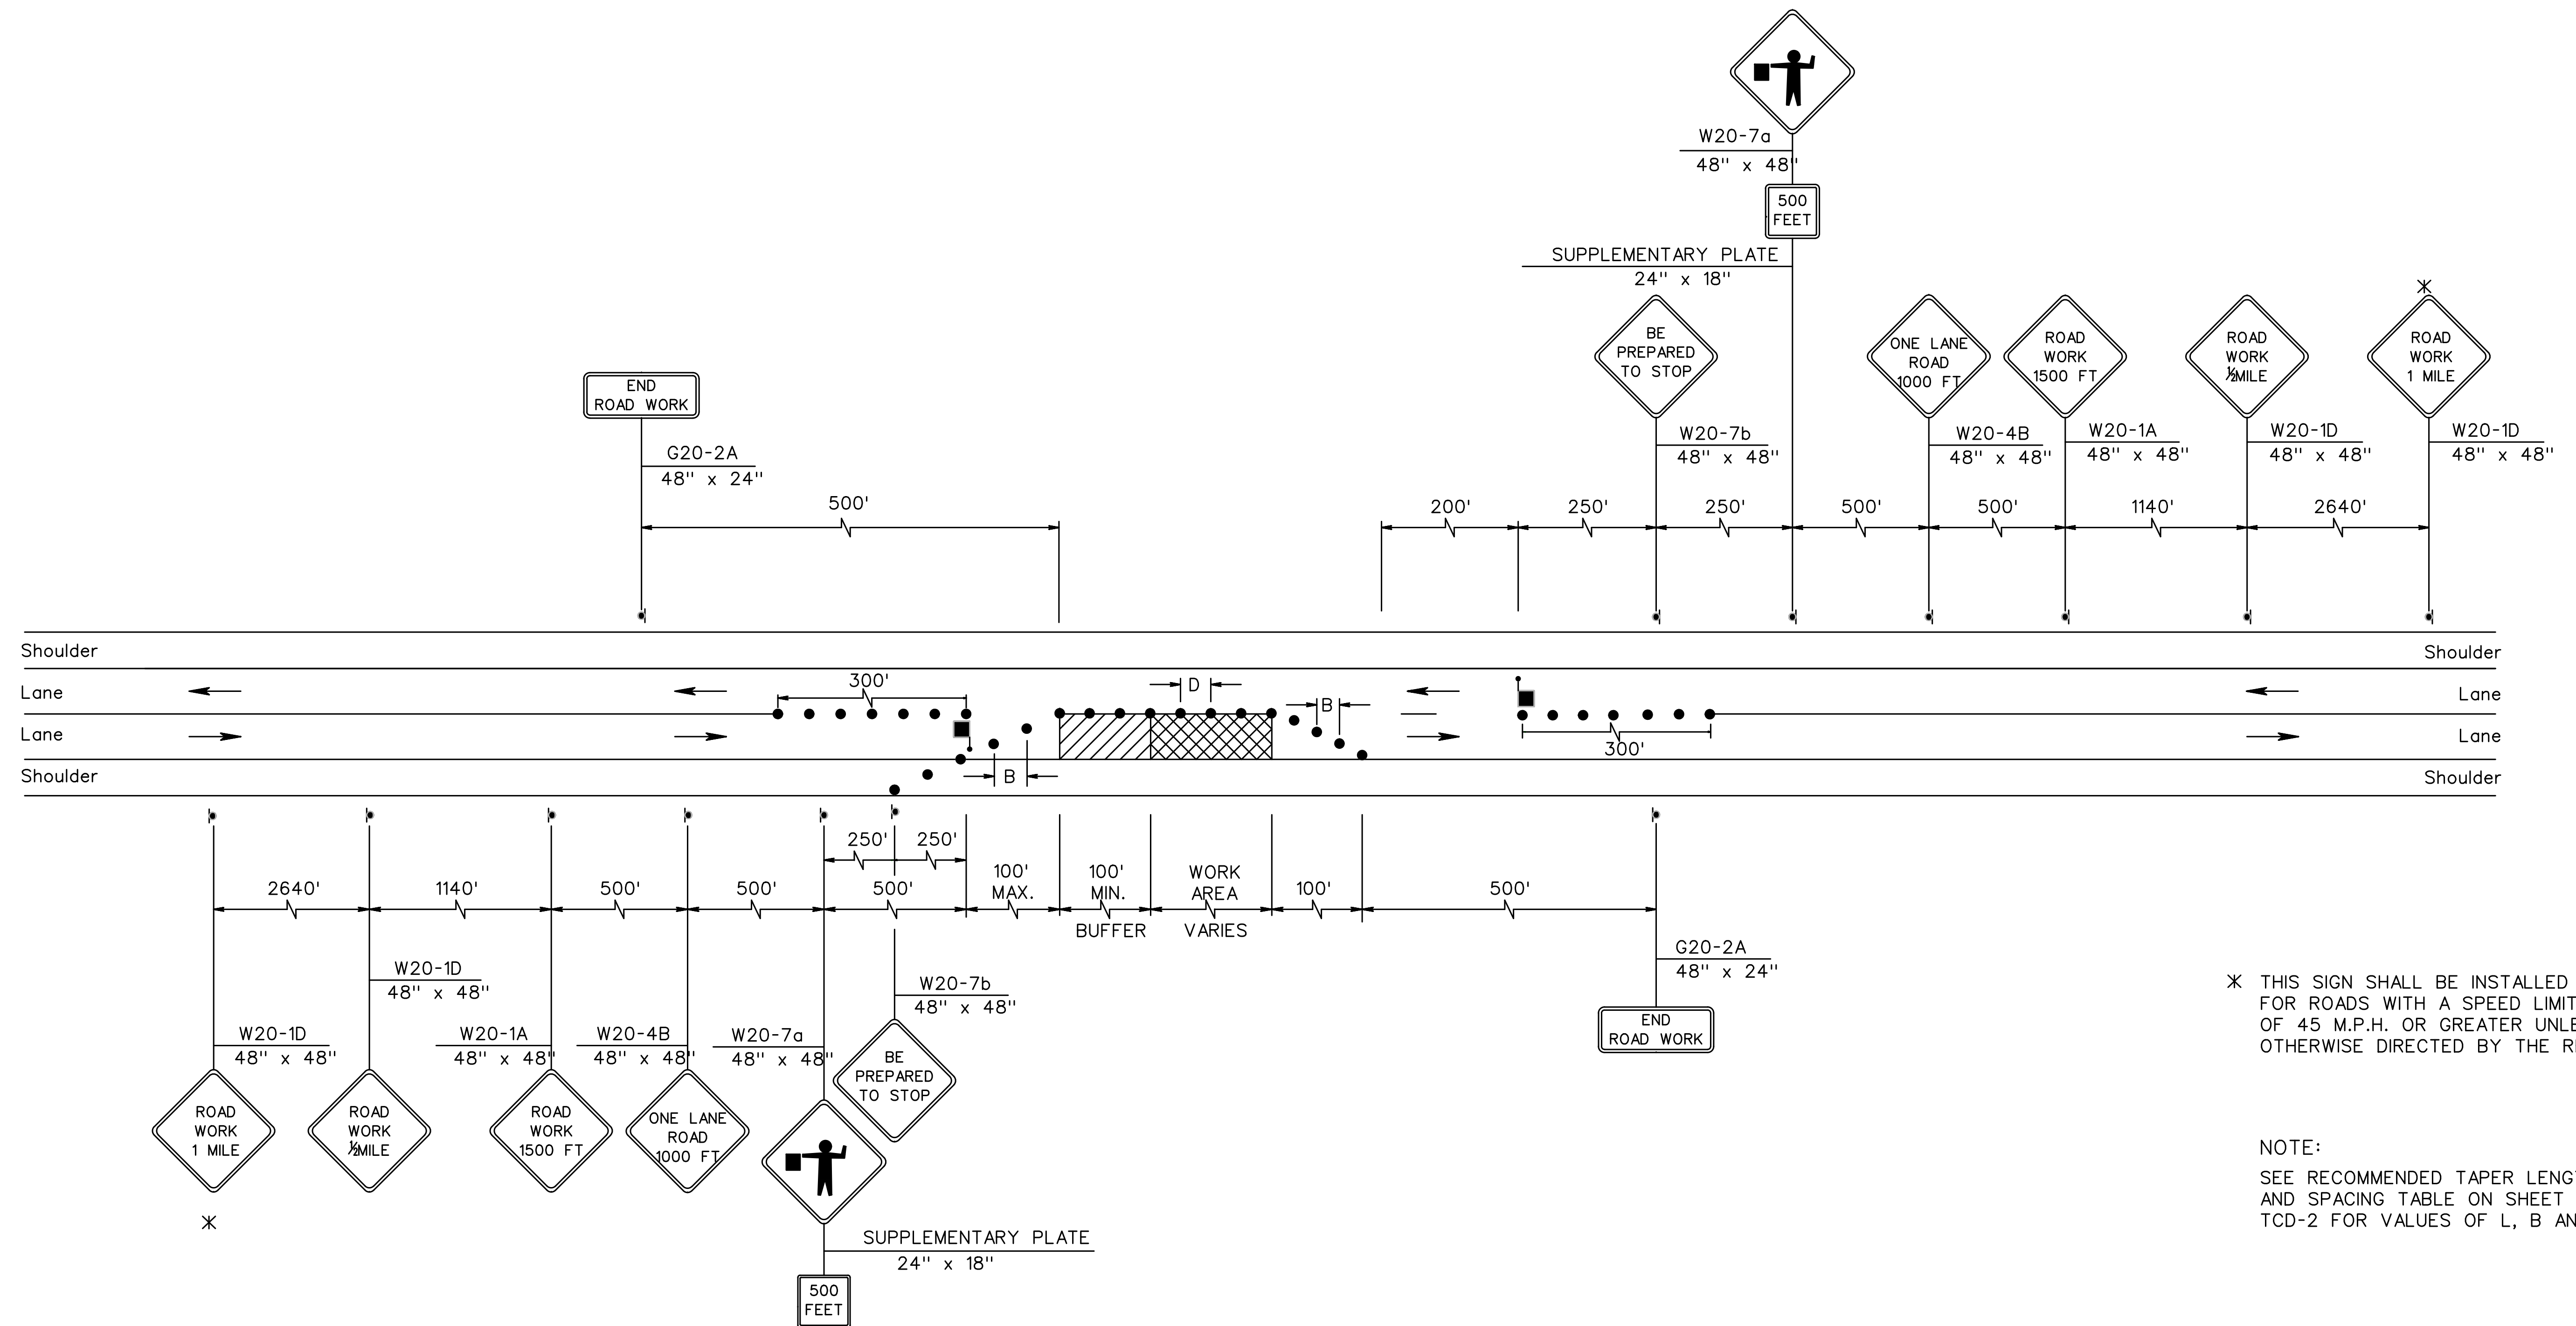 W20-7a
48" x 48"
500
FEET
SUPPLEMENTARY PLATE
24" x 18"
END
ROAD WORK
G20-2A
48" x 24"
BE
PREPARED
TO STOP
W20-7b
48" x 48"
ONE LANE
ROAD
1000 FT
W20-4B
48" x 48"
ROAD
WORK
1500 FT
W20-1A
48" x 48"
ROAD
WORK
½MILE
W20-1D
48" x 48"
*
ROAD
WORK
1 MILE
W20-1D
48" x 48"
500'
200' 250' 250' 500' 500' 1140' 2640'
Shoulder Shoulder
Lane 300' D B Lane
Lane B 300' Lane
Shoulder Shoulder
250' 250'
2640' 1140' 500' 500' 500'
100'
MAX.
100'
MIN.
BUFFER
WORK
AREA
VARIES
100' 500'
W20-1D
48" x 48"
ROAD
WORK
1 MILE
*
W20-1D
48" x 48"
ROAD
WORK
½MILE
W20-1A
48" x 48"
ROAD
WORK
1500 FT
W20-4B
48" x 48"
ONE LANE
ROAD
1000 FT
W20-7a
48" x 48"
SUPPLEMENTARY PLATE
24" x 18"
500
FEET
W20-7b
48" x 48"
BE
PREPARED
TO STOP
G20-2A
48" x 24"
END
ROAD WORK
* THIS SIGN SHALL BE INSTALLED
FOR ROADS WITH A SPEED LIMIT
OF 45 M.P.H. OR GREATER
OTHERWISE DIRECTED BY THE
NOTE:
SEE RECOMMENDED TAPER
AND SPACING TABLE ON SHEET
TCD-2 FOR VALUES OF L, B